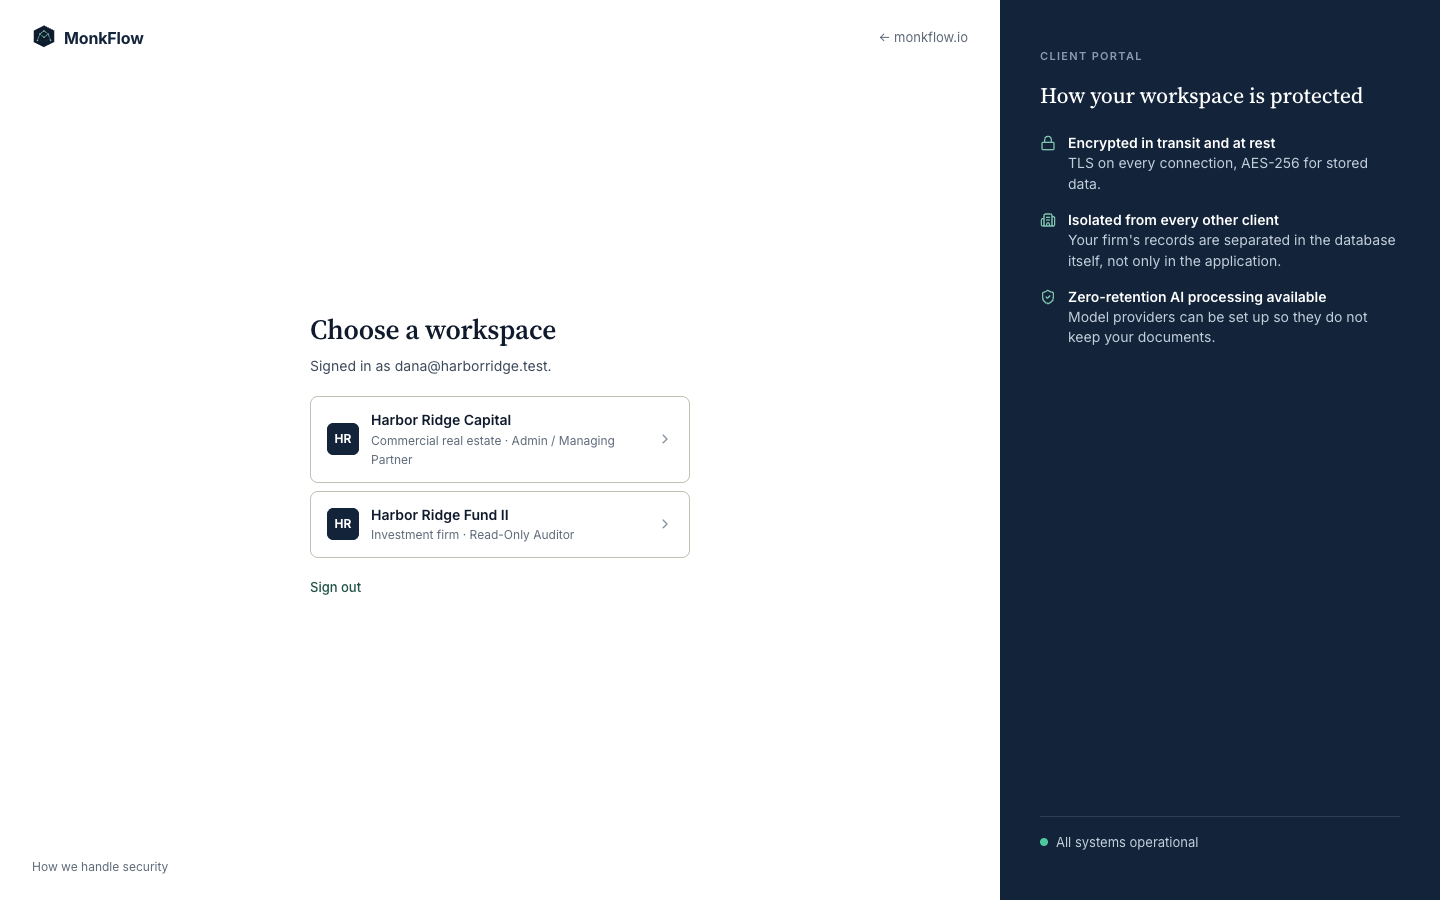 MonkFlow
← monkflow.io
Choose a workspace
Signed in as dana@harborridge.test.
HR
Harbor Ridge Capital
Commercial real estate · Admin / Managing
Partner
HR
Harbor Ridge Fund II
Investment firm · Read-Only Auditor
Sign out
How we handle security
CLIENT PORTAL
How your workspace is protected
Encrypted in transit and at rest
TLS on every connection, AES-256 for stored
data.
Isolated from every other client
Your firm's records are separated in the database
itself, not only in the application.
Zero-retention AI processing available
Model providers can be set up so they do not
keep your documents.
All systems operational